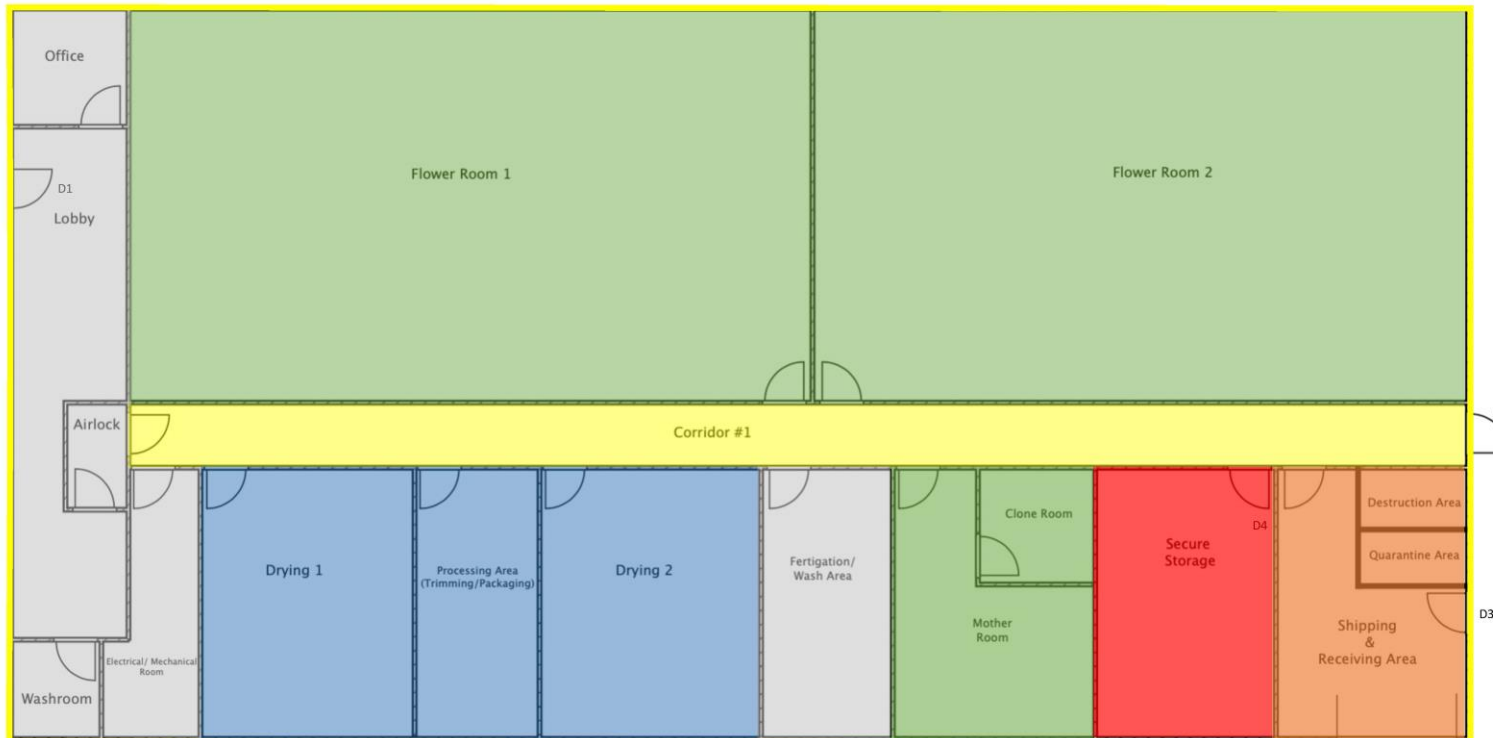 Office
Flower Room 1
Flower Room 2
D1
Lobby
Airlock
Corridor #1
Destruction Area
Clone Room
D4
Secure
Storage
Quarantine Area
Drying 1
Processing Area
(Trimming/Packaging)
Drying 2
Fertigation/
Wash Area
D3
Mother
Room
Shipping
&
Receiving Area
Electrical/ Mechanical
Room
Washroom